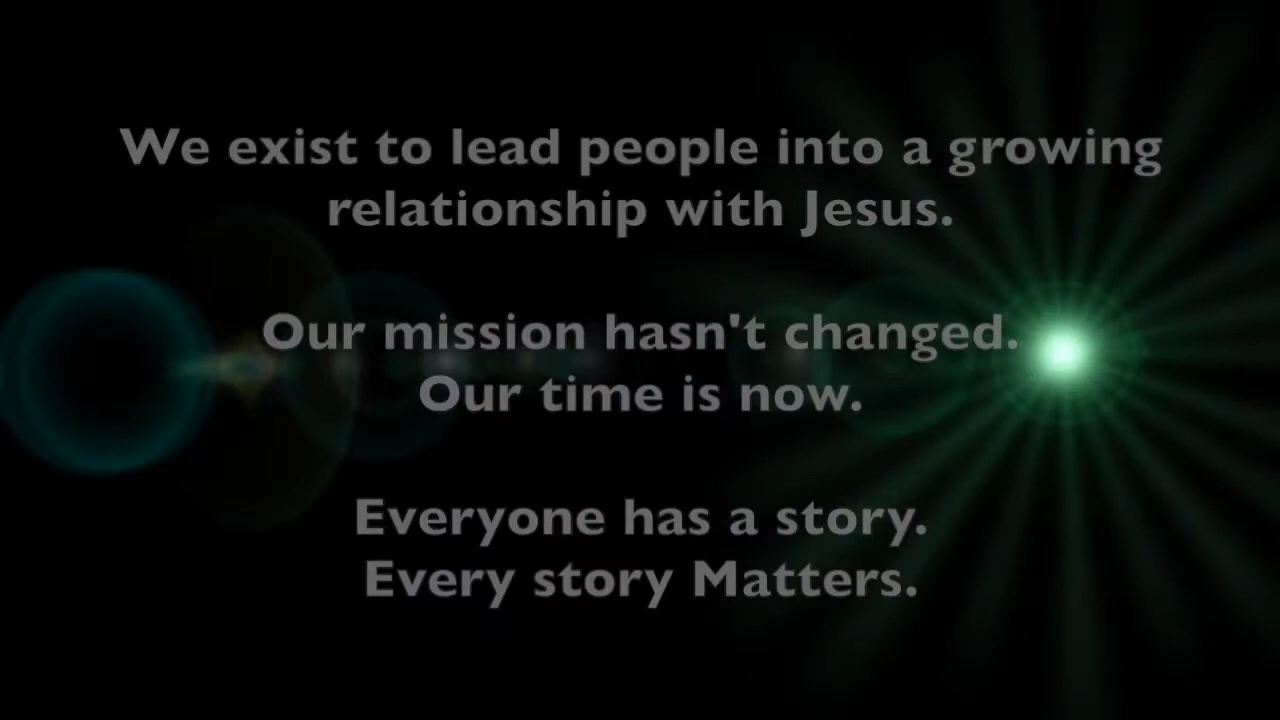 We exist to lead people into a growing
relationship with Jesus.
Our mission hasn't changed.
Our time is now.
Everyone has a story.
Every story Matters.